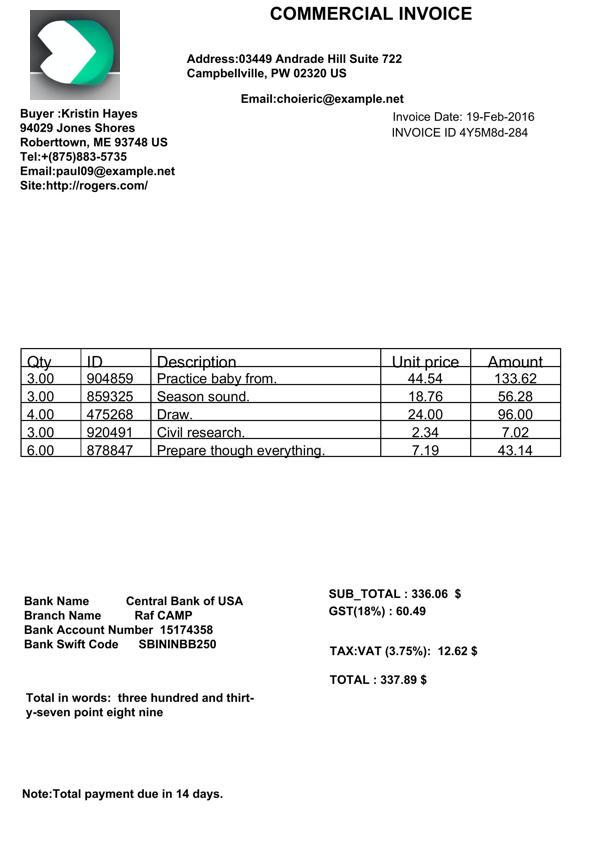 COMMERCIAL INVOICE
Address:03449 Andrade Hill Suite 722
Campbellville, PW 02320 US
Email:choieric@example.net
Buyer :Kristin Hayes
94029 Jones Shores
Roberttown, ME 93748 US
Tel:+(875)883-5735
Email:paul09@example.net
Site:http://rogers.com/
Invoice Date: 19-Feb-2016
INVOICE ID 4Y5M8d-284
Qty ID Description Unit price Amount
3.00 904859 Practice baby from. 44.54 133.62
3.00 859325 Season sound. 18.76 56.28
4.00 475268 Draw. 24.00 96.00
3.00 920491 Civil research. 2.34 7.02
6.00 878847 Prepare though everything. 7.19 43.14
Bank Name Central Bank of USA
Branch Name Raf CAMP
Bank Account Number 15174358
Bank Swift Code SBININBB250
SUB_TOTAL : 336.06 $
GST(18%) : 60.49
TAX:VAT (3.75%): 12.62 $
TOTAL : 337.89 $
Total in words: three hundred and thirt-
y-seven point eight nine
Note:Total payment due in 14 days.